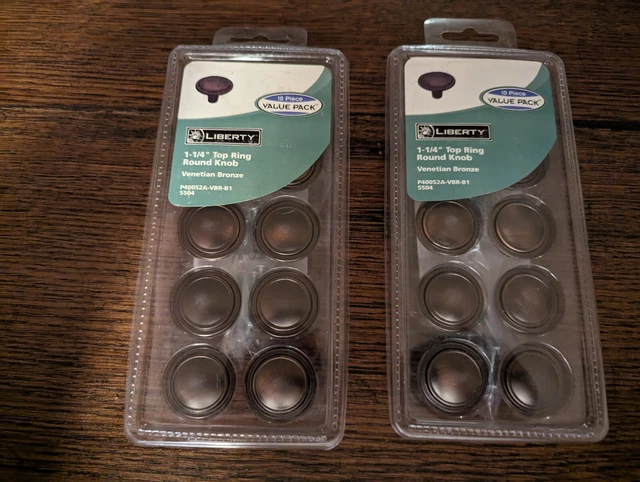 10 Piece
VALUE PACK
LIBERTY
1-1/4" Top Ring
Round Knob
Venetian Bronze
P40052A-VBR-B1
5504
10 Piece
VALUE PACK
LIBERTY
1-1/4" Top Ring
Round Knob
Venetian Bronze
P40052A-VBR-B1
5504